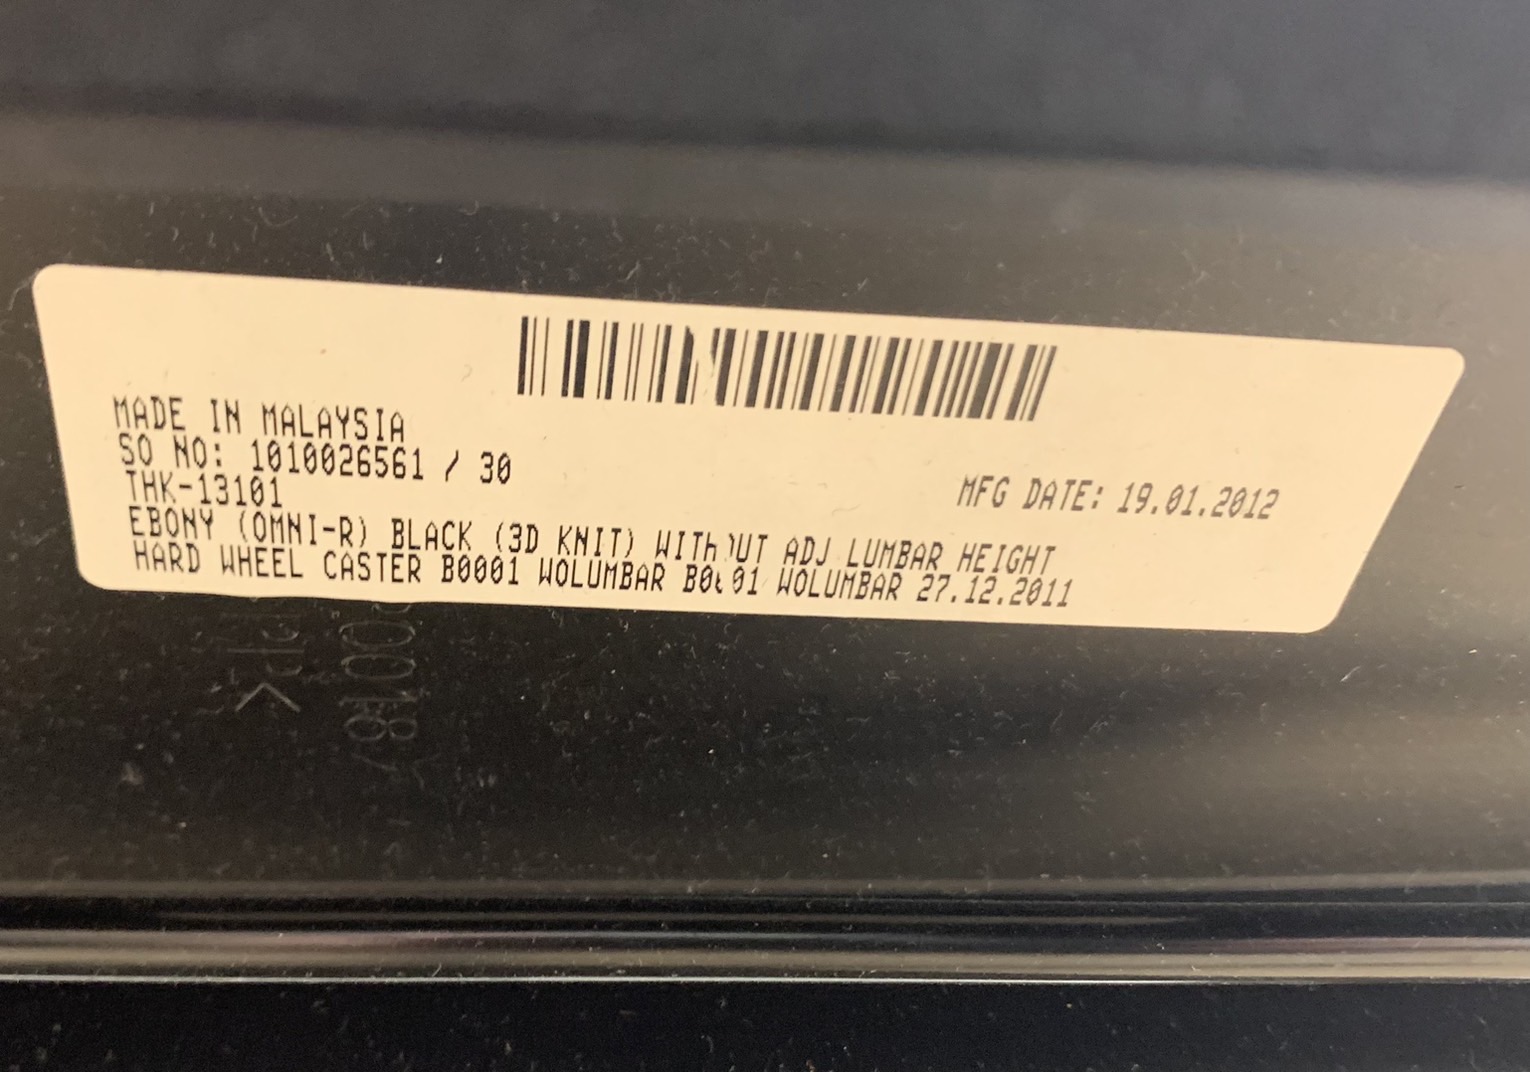 MADE IN MALAYSIA
SO NO: 1010026561 / 30
THK-13101
MFG DATE: 19.01.2012
EBONY (OMNI-R) BLACK (3D KNIT) WITHOUT ADJ LUMBAR HEIGHT
HARD WHEEL CASTER B0001 WOLUMBAR B0001 WOLUMBAR 27.12.2011